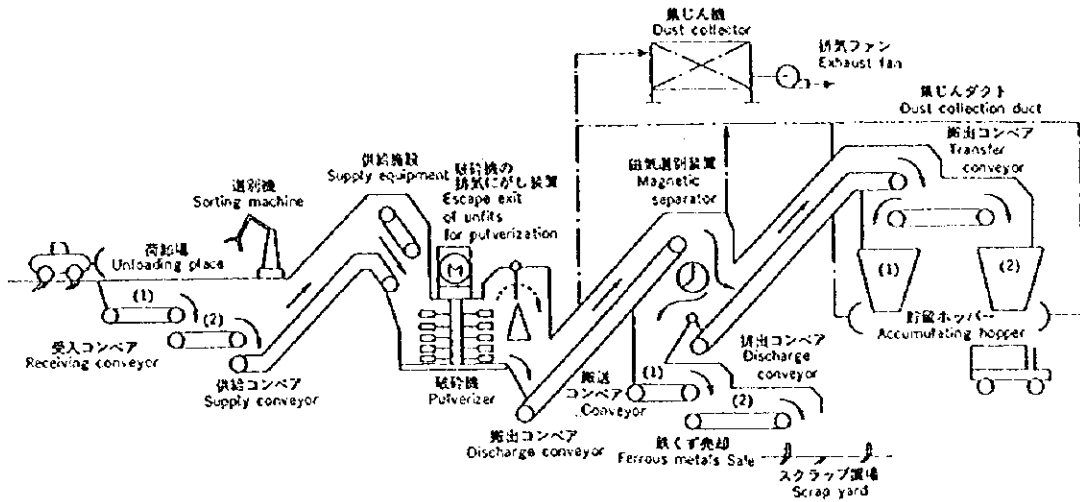 集じん機
Dust collector
排気ファン
Exhaust fan
集じんダクト
Dust collection duct
搬出コンベア
Transfer
conveyor
供給施設
Supply equipment
破砕機の
排気にがし装置
Escape exit
of unfits
for pulverization
磁気選別装置
Magnetic
separator
選別機
Sorting machine
荷給場
Unloading place
(1)
(2)
受入コンベア
Receiving conveyor
供給コンベア
Supply conveyor
M
破砕機
Pulverizer
搬出コンベア
Discharge conveyor
搬送
コンベア
Conveyor
(1)
(2)
排出コンベア
Discharge
conveyor
鉄くず売却
Ferrous metals Sale
スクラップ置場
Scrap yard
(1)
(2)
貯留ホッパー
Accumulating hopper